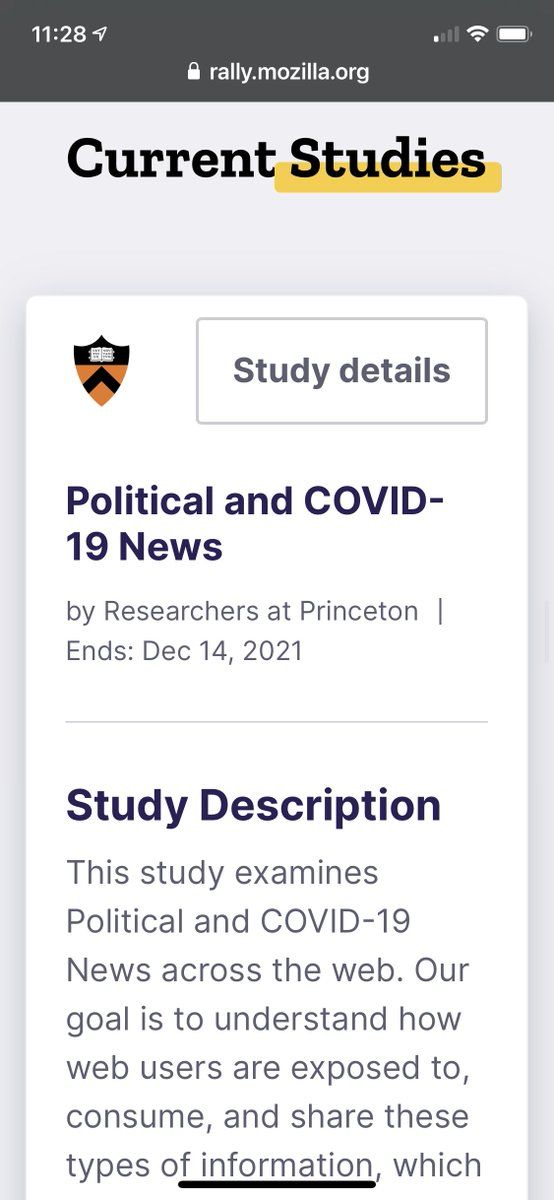 11:28
rally.mozilla.org
Current Studies
Study details
Political and COVID-
19 News
by Researchers at Princeton |
Ends: Dec 14, 2021
Study Description
This study examines
Political and COVID-19
News across the web. Our
goal is to understand how
web users are exposed to,
consume, and share these
types of information, which